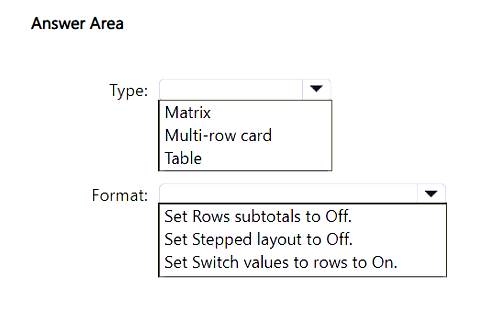 Answer Area
Type:
Matrix
Multi-row card
Table
Format:
Set Rows subtotals to Off.
Set Stepped layout to Off.
Set Switch values to rows to On.